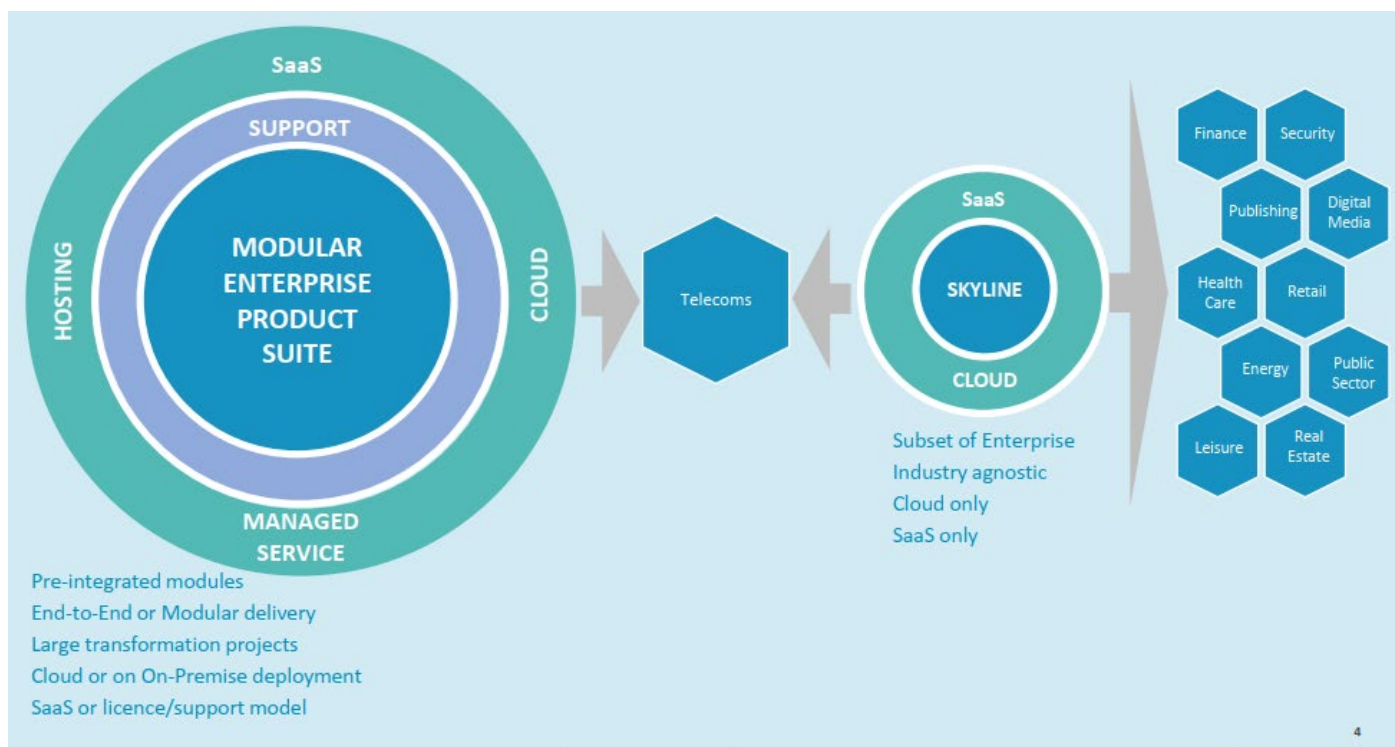 SaaS
SUPPORT
HOSTING
MODULAR
ENTERPRISE
PRODUCT
SUITE
CLOUD
MANAGED
SERVICE
Pre-integrated modules
End-to-End or Modular delivery
Large transformation projects
Cloud or on On-Premise deployment
SaaS or licence/support model
Telecoms
SaaS
SKYLINE
CLOUD
Subset of Enterprise
Industry agnostic
Cloud only
SaaS only
Finance
Security
Publishing
Digital
Media
Health
Care
Retail
Energy
Public
Sector
Leisure
Real
Estate
4